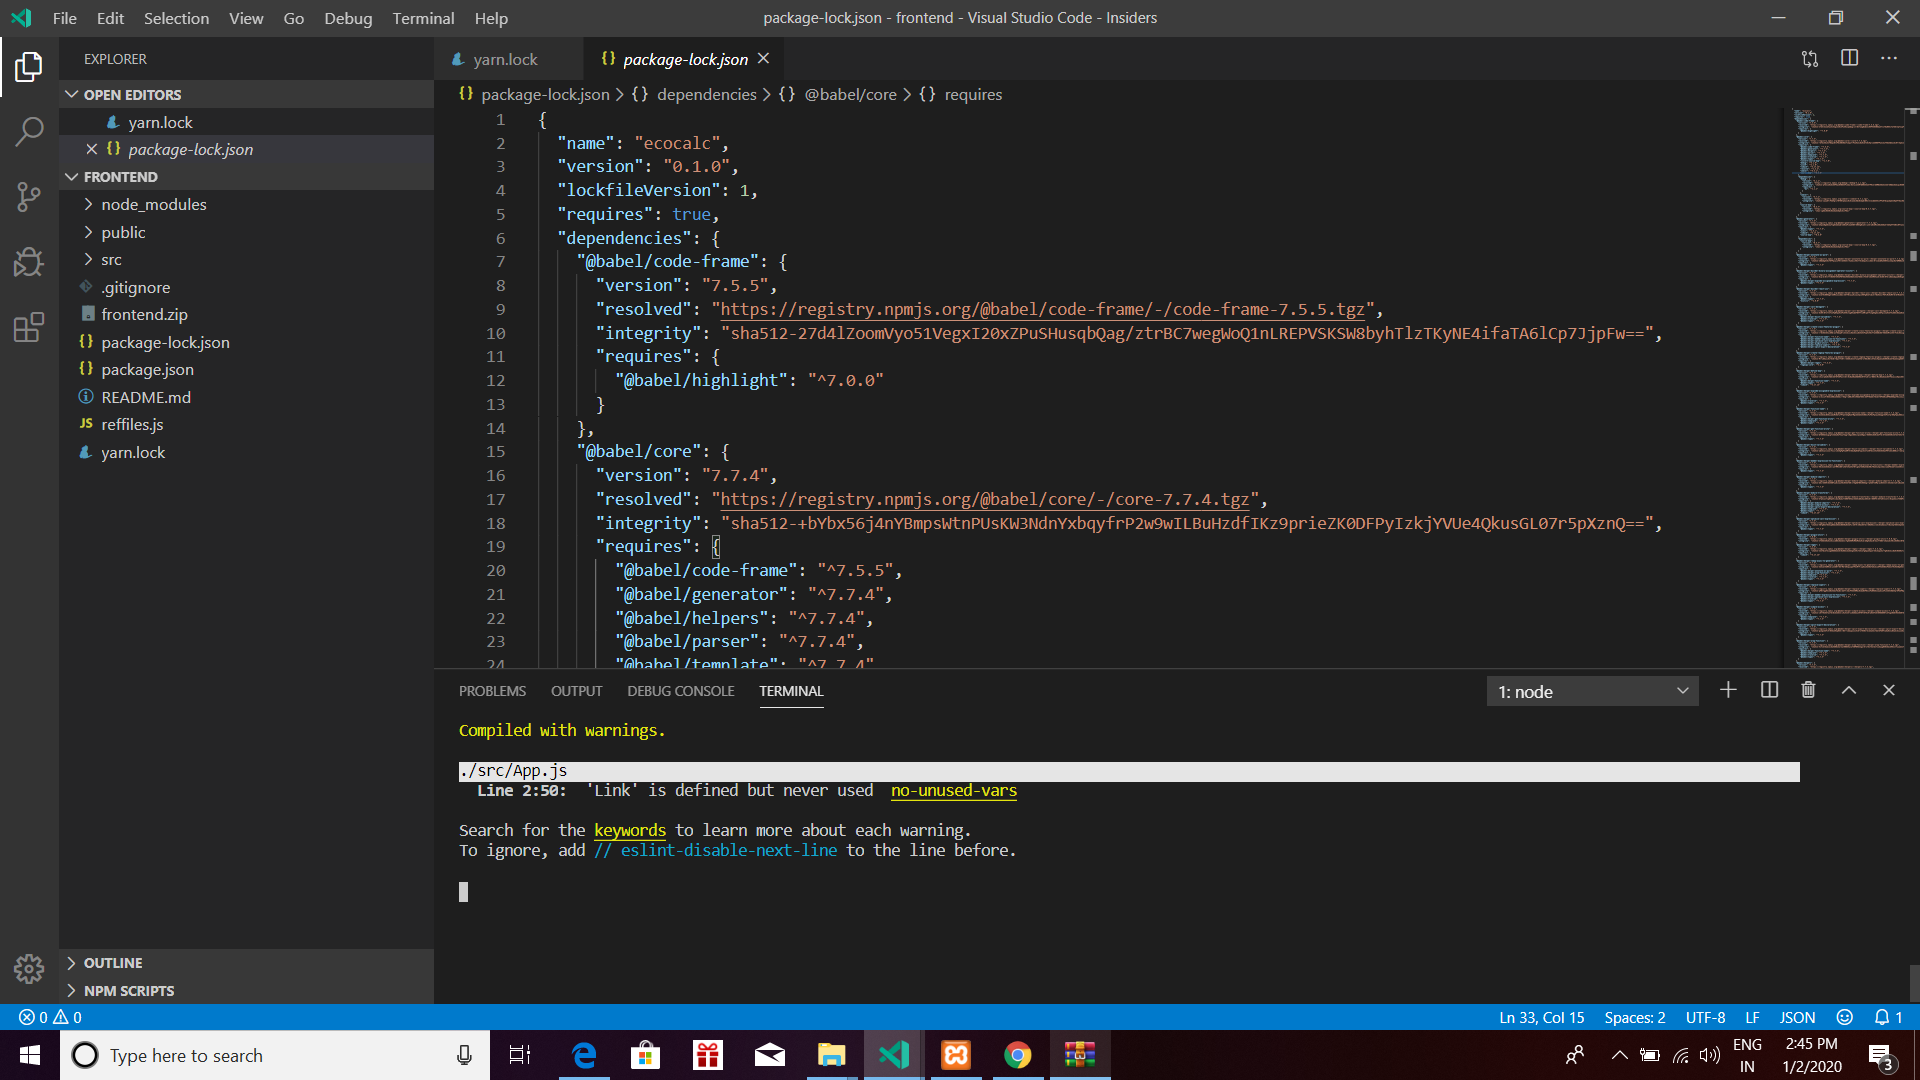 File Edit Selection View Go Debug Terminal Help
package-lock.json - frontend - Visual Studio Code - Insiders
EXPLORER
OPEN EDITORS
yarn.lock
package-lock.json
FRONTEND
node_modules
public
src
.gitignore
frontend.zip
package-lock.json
package.json
README.md
JS reffiles.js
yarn.lock
OUTLINE
NPM SCRIPTS
yarn.lock
{} package-lock.json
{} package-lock.json > {} dependencies > {} @babel/core > {} requires
1 {
2 "name": "ecocalc",
3 "version": "0.1.0",
4 "lockfileVersion": 1,
5 "requires": true,
6 "dependencies": {
7 "@babel/code-frame": {
8 "version": "7.5.5",
9 "resolved": "https://registry.npmjs.org/@babel/code-frame/-/code-frame-7.5.5.tgz",
10 "integrity": "sha512-27d4lZoomVyo51VegxI20xZPuSHusqbQag/ztrBC7wegWoQ1nLREPVSKSW8byhTlzTKyNE4ifaTA6lCp7JjpFw==",
11 "requires": {
12 "@babel/highlight": "^7.0.0"
13 }
14 },
15 "@babel/core": {
16 "version": "7.7.4",
17 "resolved": "https://registry.npmjs.org/@babel/core/-/core-7.7.4.tgz",
18 "integrity": "sha512-+bYbx56j4nYBmpsWtnPUsKW3NdnYxbqyfrP2w9wILBuHzdfIKz9prieZK0DFPyIzkjYVUe4QkusGL07r5pXznQ==",
19 "requires": {
20 "@babel/code-frame": "^7.5.5",
21 "@babel/generator": "^7.7.4",
22 "@babel/helpers": "^7.7.4",
23 "@babel/parser": "^7.7.4",
24 "@babel/template": "^7.7.4"
PROBLEMS OUTPUT DEBUG CONSOLE TERMINAL
1: node
Compiled with warnings.
./src/App.js
Line 2:50: 'Link' is defined but never used no-unused-vars
Search for the keywords to learn more about each warning.
To ignore, add // eslint-disable-next-line to the line before.
0 0
Ln 33, Col 15 Spaces: 2 UTF-8 LF JSON 1
Type here to search
ENG
IN
2:45 PM
1/2/2020
3